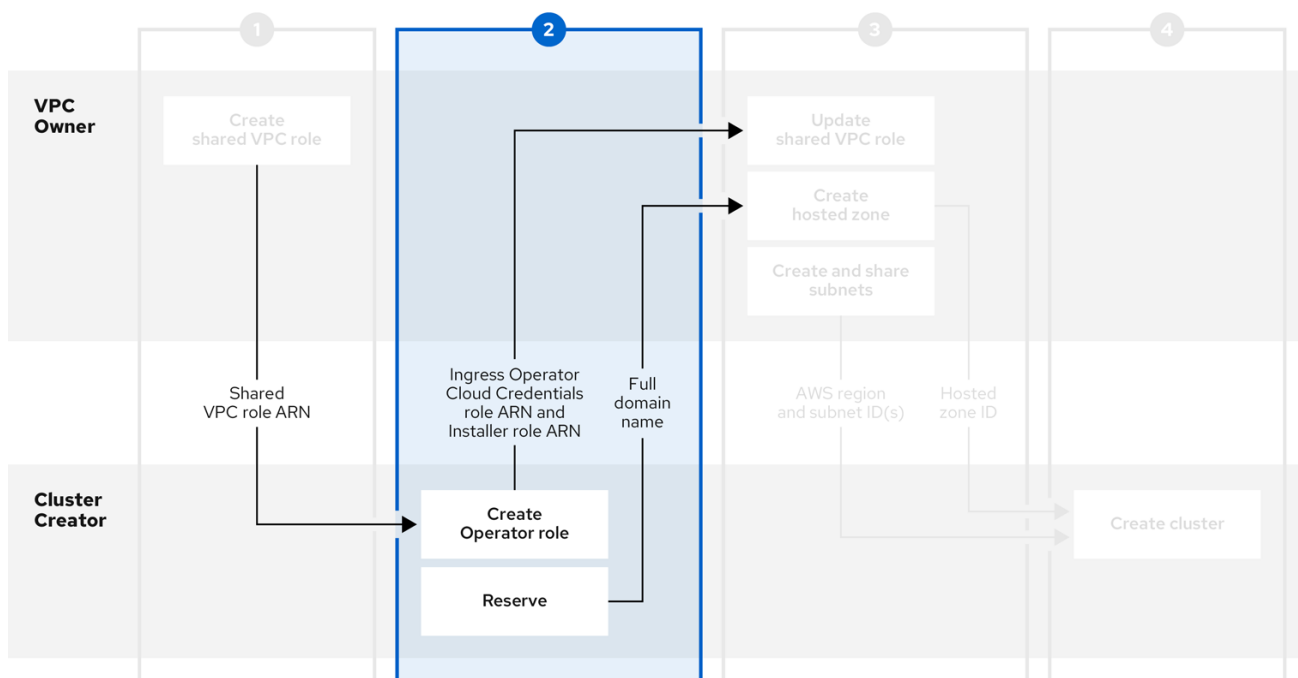 1
2
3
4
VPC
Owner
Create
shared VPC role
Update
shared VPC role
Create
hosted zone
Create and share
subnets
Shared
VPC role ARN
Ingress Operator
Cloud Credentials
role ARN and
Installer role ARN
Full
domain
name
AWS region
and subnet ID(s)
Hosted
zone ID
Cluster
Creator
Create
Operator role
Reserve
Create cluster